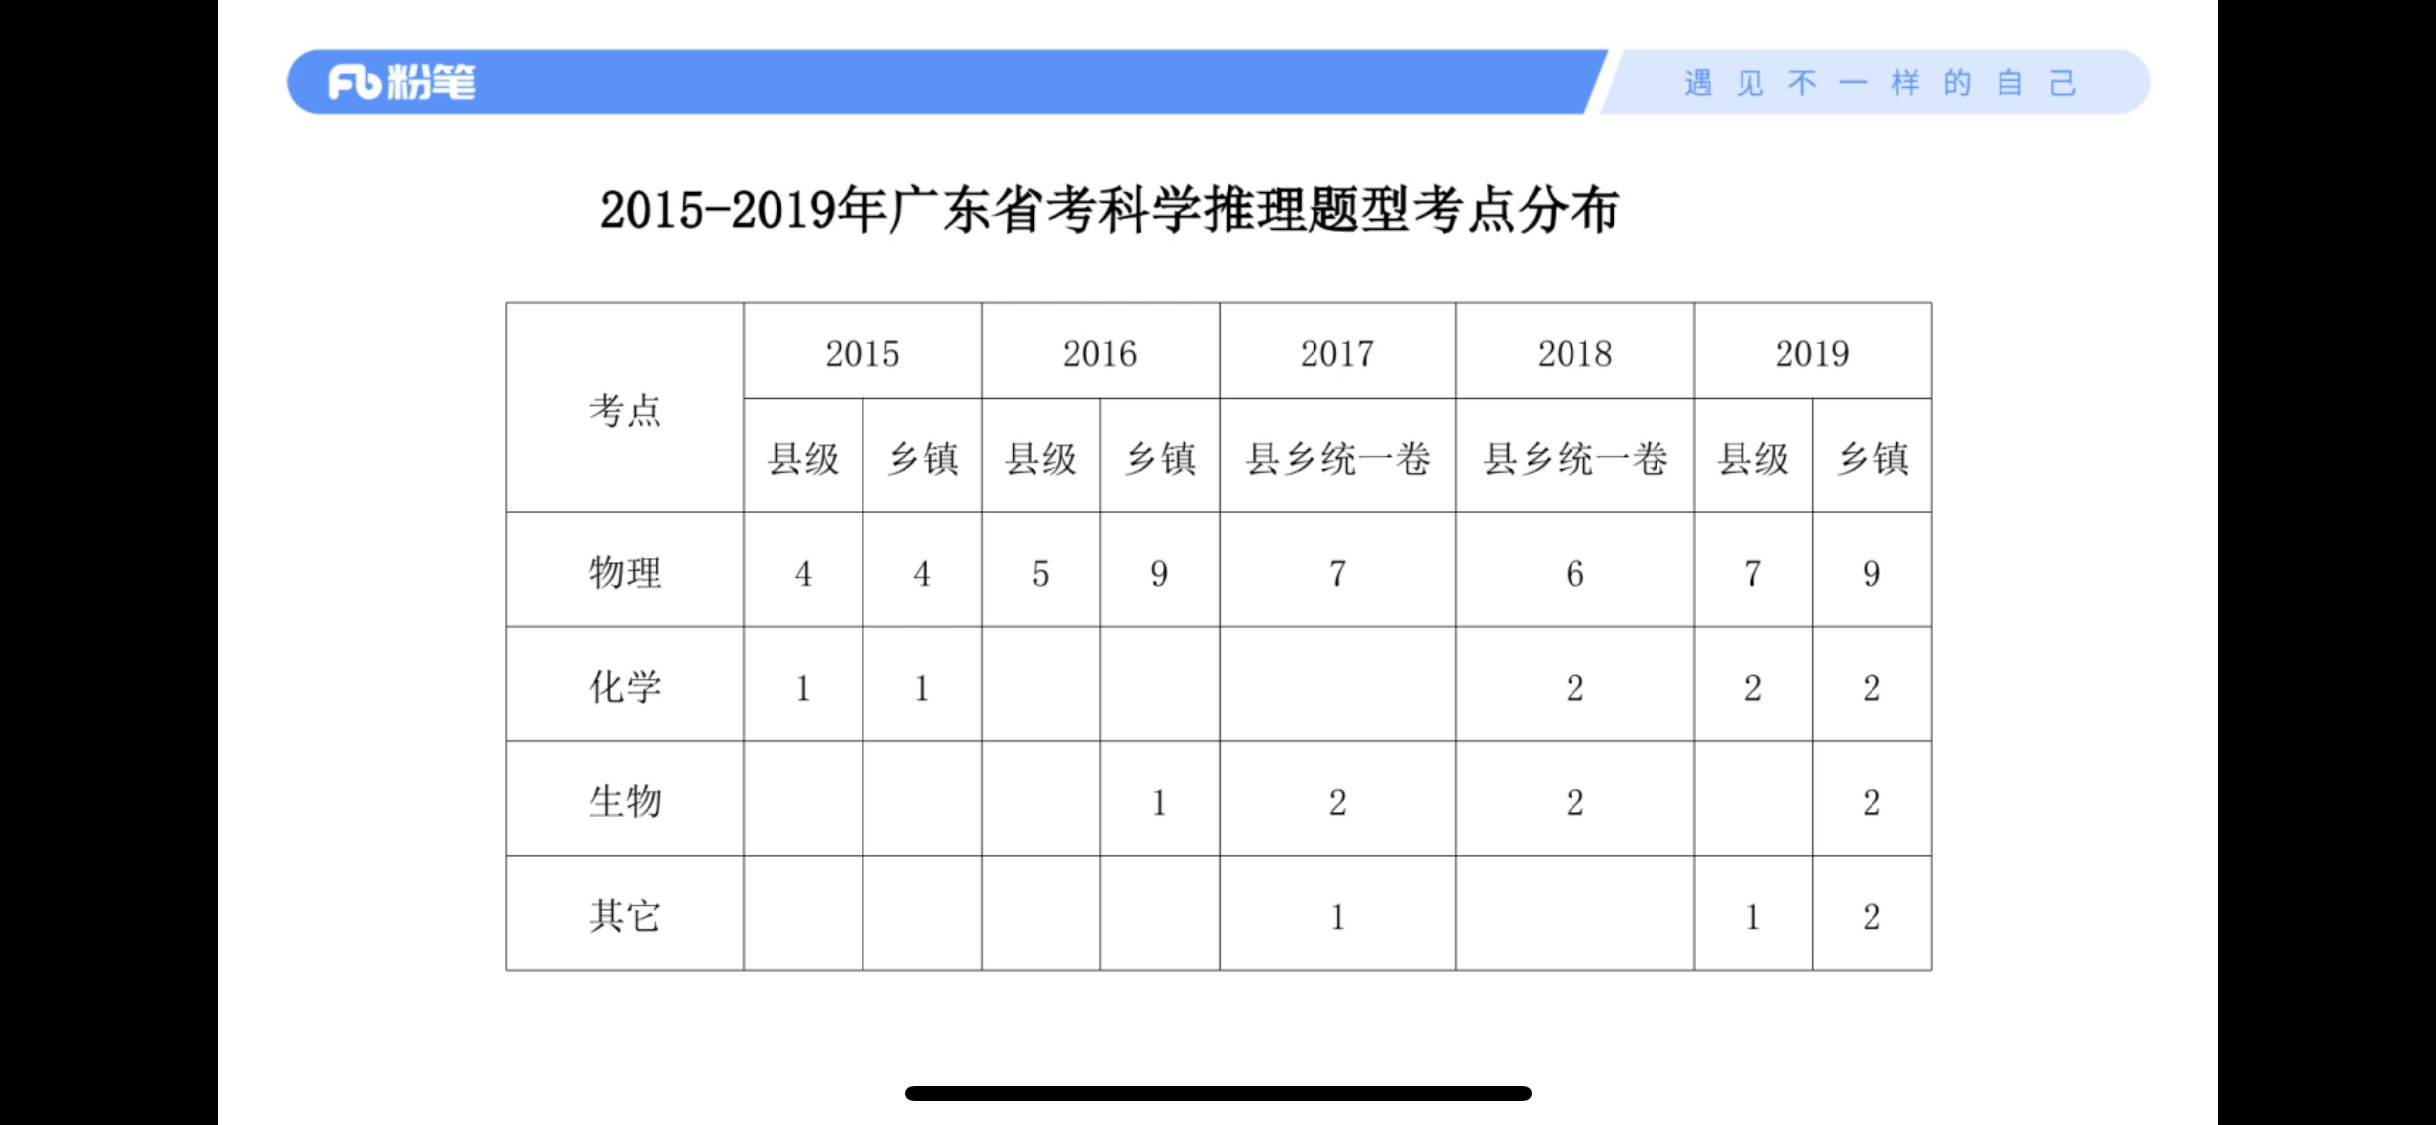 粉笔
遇见不一样的自己
2015-2019年广东省考科学推理题型考点分布
考点 2015 2016 2017 2018 2019
县级 乡镇 县级 乡镇 县乡统一卷 县乡统一卷 县级 乡镇
物理 4 4 5 9 7 6 7 9
化学 1 1 2 2 2
生物 1 2 2 2
其它 1 1 2